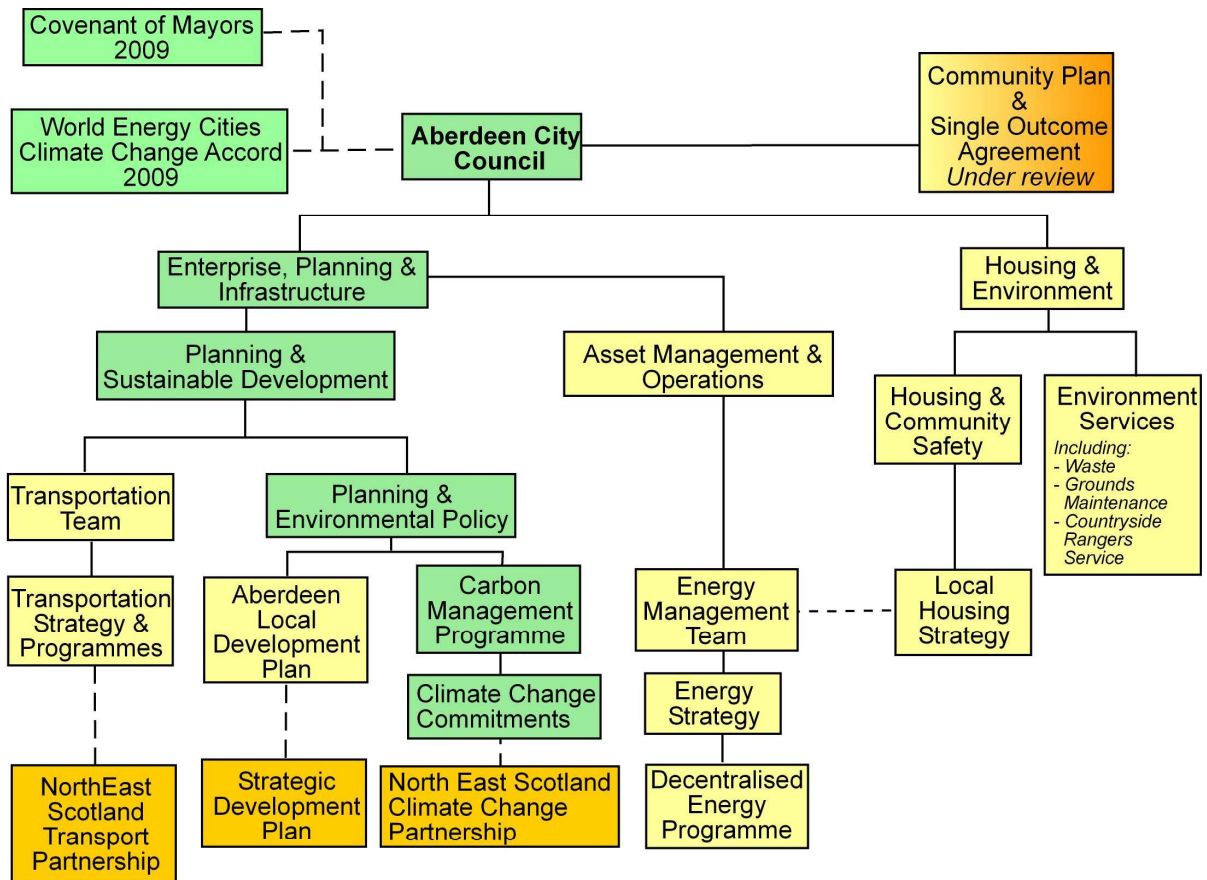 Covenant of Mayors
2009
World Energy Cities
Climate Change Accord
2009
Aberdeen City
Council
Community Plan
&
Single Outcome
Agreement
Under review
Enterprise, Planning &
Infrastructure
Housing &
Environment
Planning &
Sustainable Development
Asset Management &
Operations
Housing &
Community
Safety
Environment
Services
Including:
- Waste
- Grounds
Maintenance
- Countryside
Rangers
Service
Transportation
Team
Planning &
Environmental Policy
Transportation
Strategy &
Programmes
Aberdeen
Local
Development
Plan
Carbon
Management
Programme
Energy
Management
Team
Local
Housing
Strategy
Climate Change
Commitments
Energy
Strategy
NorthEast
Scotland
Transport
Partnership
Strategic
Development
Plan
North East Scotland
Climate Change
Partnership
Decentralised
Energy
Programme